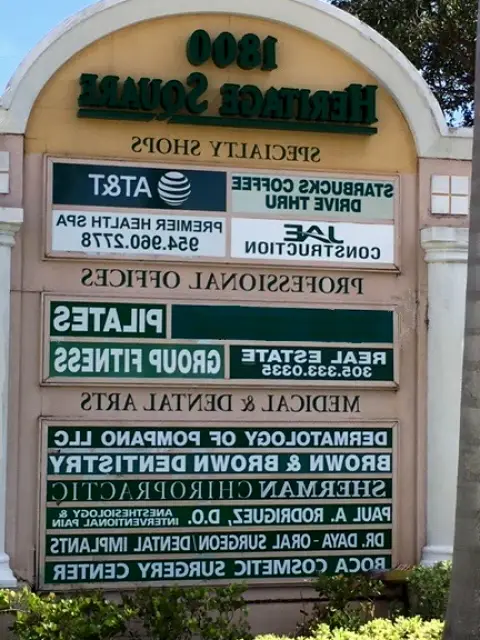 1800
HERITAGE SQUARE
SPECIALTY SHOPS
STARBUCKS COFFEE
DRIVE THRU
AT&T
JAE
CONSTRUCTION
PREMIER HEALTH SPA
954.960.2778
PROFESSIONAL OFFICES
PILATES
REAL ESTATE
305.333.0335
GROUP FITNESS
MEDICAL & DENTAL ARTS
DERMATOLOGY OF POMPANO LLC
BROWN & BROWN DENTISTRY
SHERMAN CHIROPRACTIC
PAUL A. RODRIGUEZ, D.O. ANESTHESIOLOGY &
INTERVENTIONAL PAIN
DR. DAYA - ORAL SURGEON/DENTAL IMPLANTS
BOCA COSMETIC SURGERY CENTER